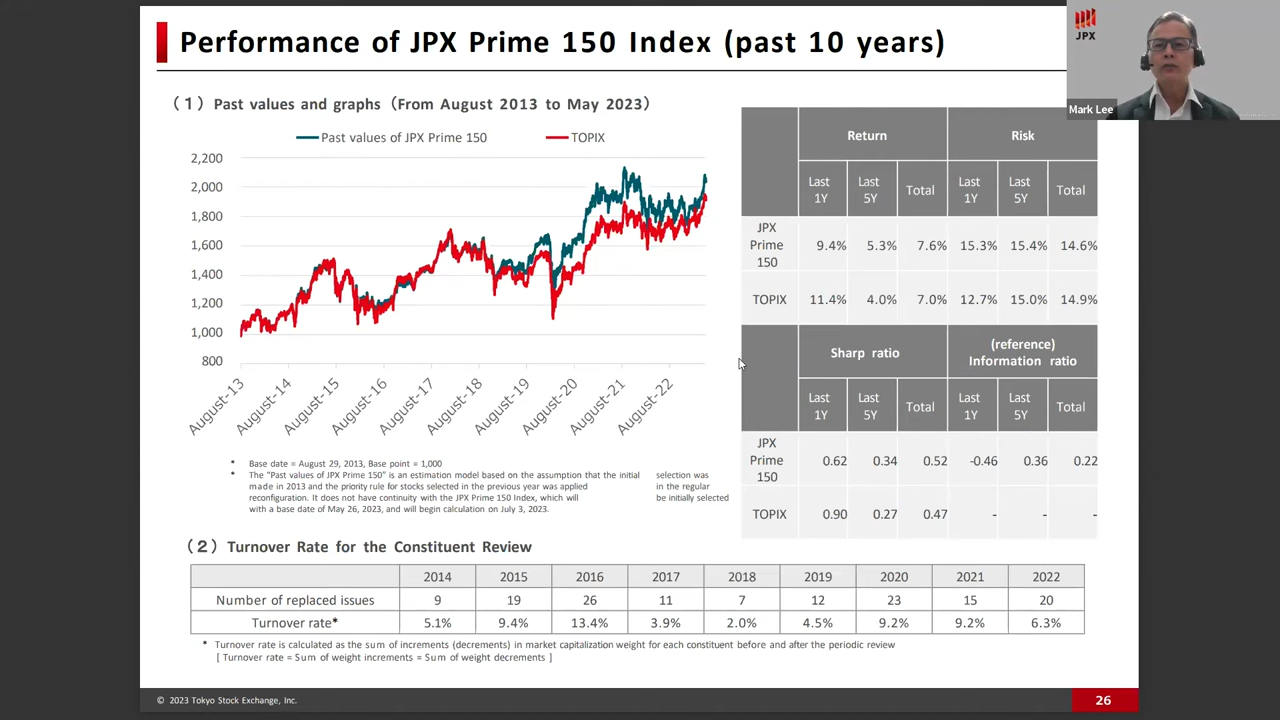 Performance of JPX Prime 150 Index (past 10 years)
JPX
Mark Lee
（1）Past values and graphs（From August 2013 to May 2023）
Past values of JPX Prime 150
TOPIX
2,200
2,000
1,800
1,600
1,400
1,200
1,000
800
August-13
August-14
August-15
August-16
August-17
August-18
August-19
August-20
August-21
August-22
* Base date = August 29, 2013, Base point = 1,000
* The "Past values of JPX Prime 150" is an estimation model based on the assumption that the initial selection was
made in 2013 and the priority rule for stocks selected in the previous year was applied in the regular
reconfiguration. It does not have continuity with the JPX Prime 150 Index, which will be initially selected
with a base date of May 26, 2023, and will begin calculation on July 3, 2023.
Return Risk
Last 1Y Last 5Y Total Last 1Y Last 5Y Total
JPX Prime 150 9.4% 5.3% 7.6% 15.3% 15.4% 14.6%
TOPIX 11.4% 4.0% 7.0% 12.7% 15.0% 14.9%
Sharp ratio (reference) Information ratio
Last 1Y Last 5Y Total Last 1Y Last 5Y Total
JPX Prime 150 0.62 0.34 0.52 -0.46 0.36 0.22
TOPIX 0.90 0.27 0.47 - - -
（2）Turnover Rate for the Constituent Review
2014 2015 2016 2017 2018 2019 2020 2021 2022
Number of replaced issues 9 19 26 11 7 12 23 15 20
Turnover rate* 5.1% 9.4% 13.4% 3.9% 2.0% 4.5% 9.2% 9.2% 6.3%
* Turnover rate is calculated as the sum of increments (decrements) in market capitalization weight for each constituent before and after the periodic review
[ Turnover rate = Sum of weight increments = Sum of weight decrements ]
© 2023 Tokyo Stock Exchange, Inc.
26